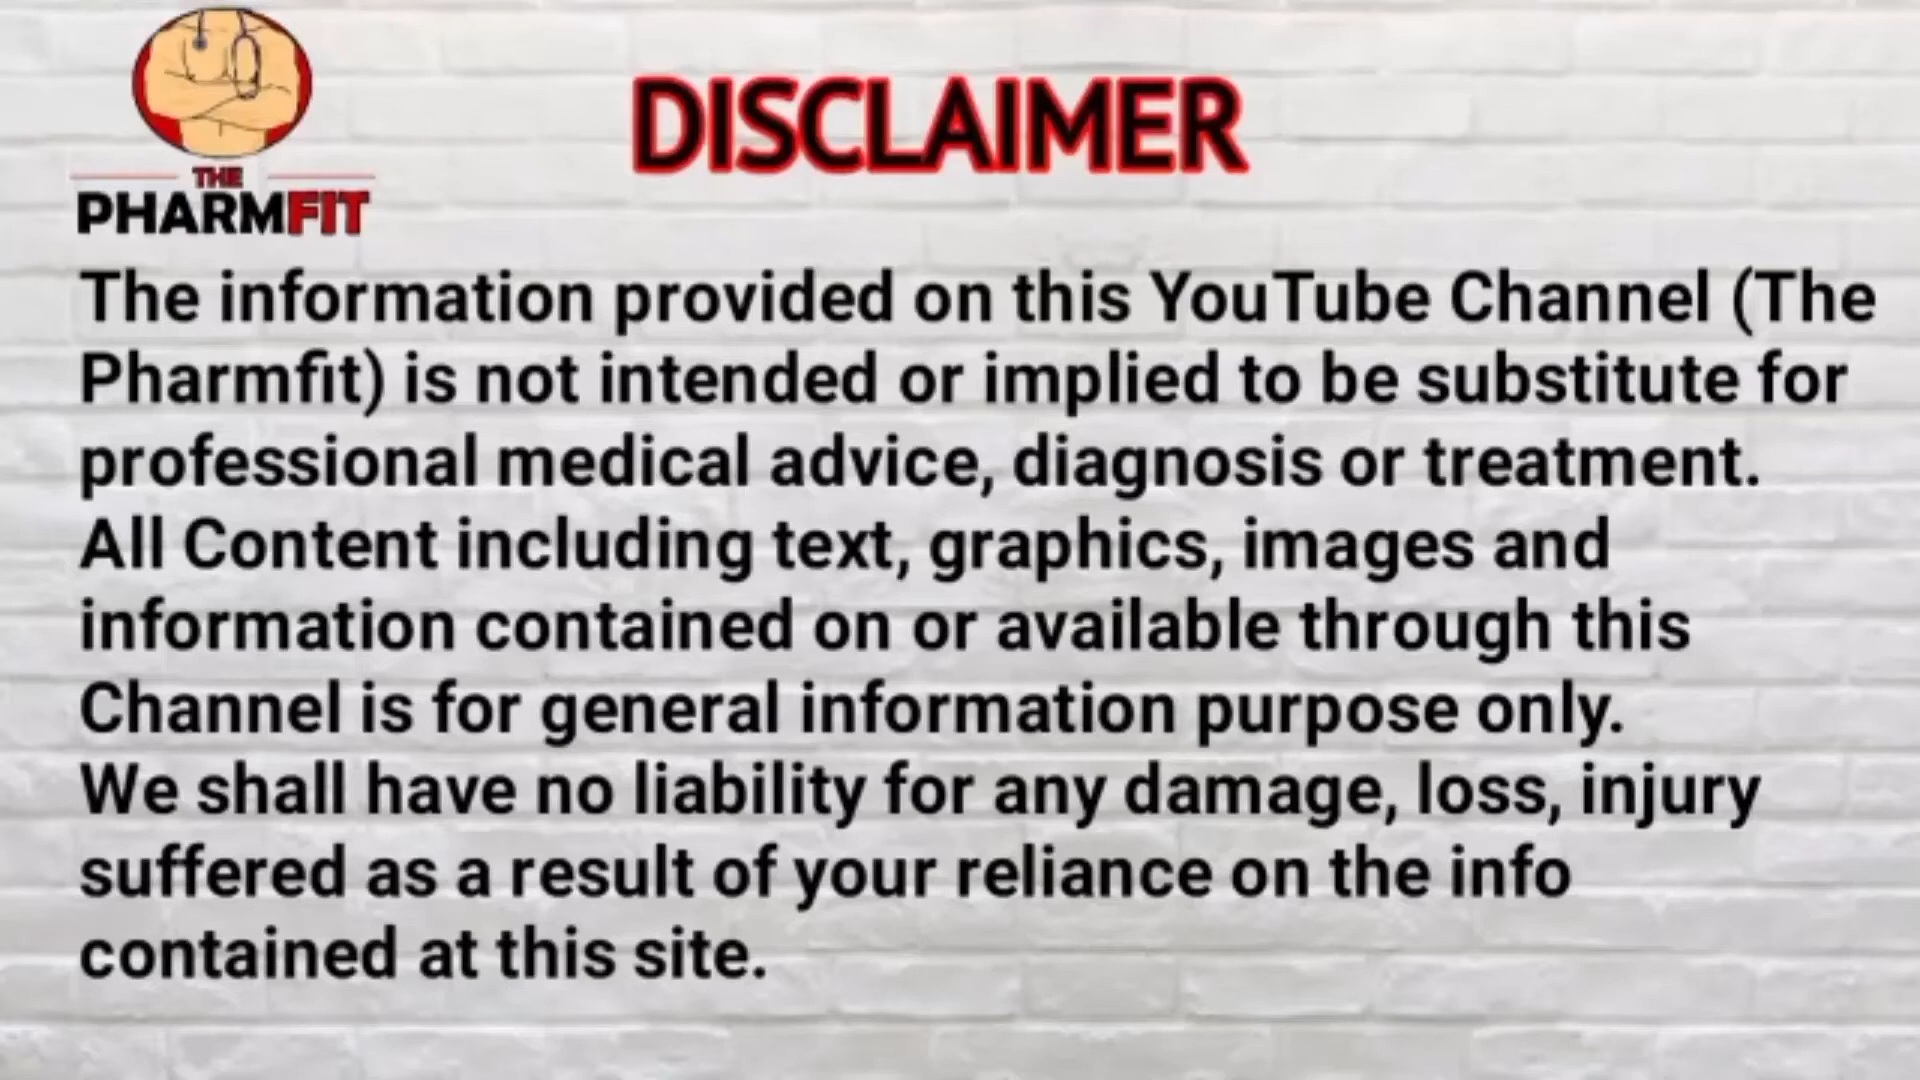 DISCLAIMER
THE
PHARMFIT
The information provided on this YouTube Channel (The
Pharmfit) is not intended or implied to be substitute for
professional medical advice, diagnosis or treatment.
All Content including text, graphics, images and
information contained on or available through this
Channel is for general information purpose only.
We shall have no liability for any damage, loss, injury
suffered as a result of your reliance on the info
contained at this site.